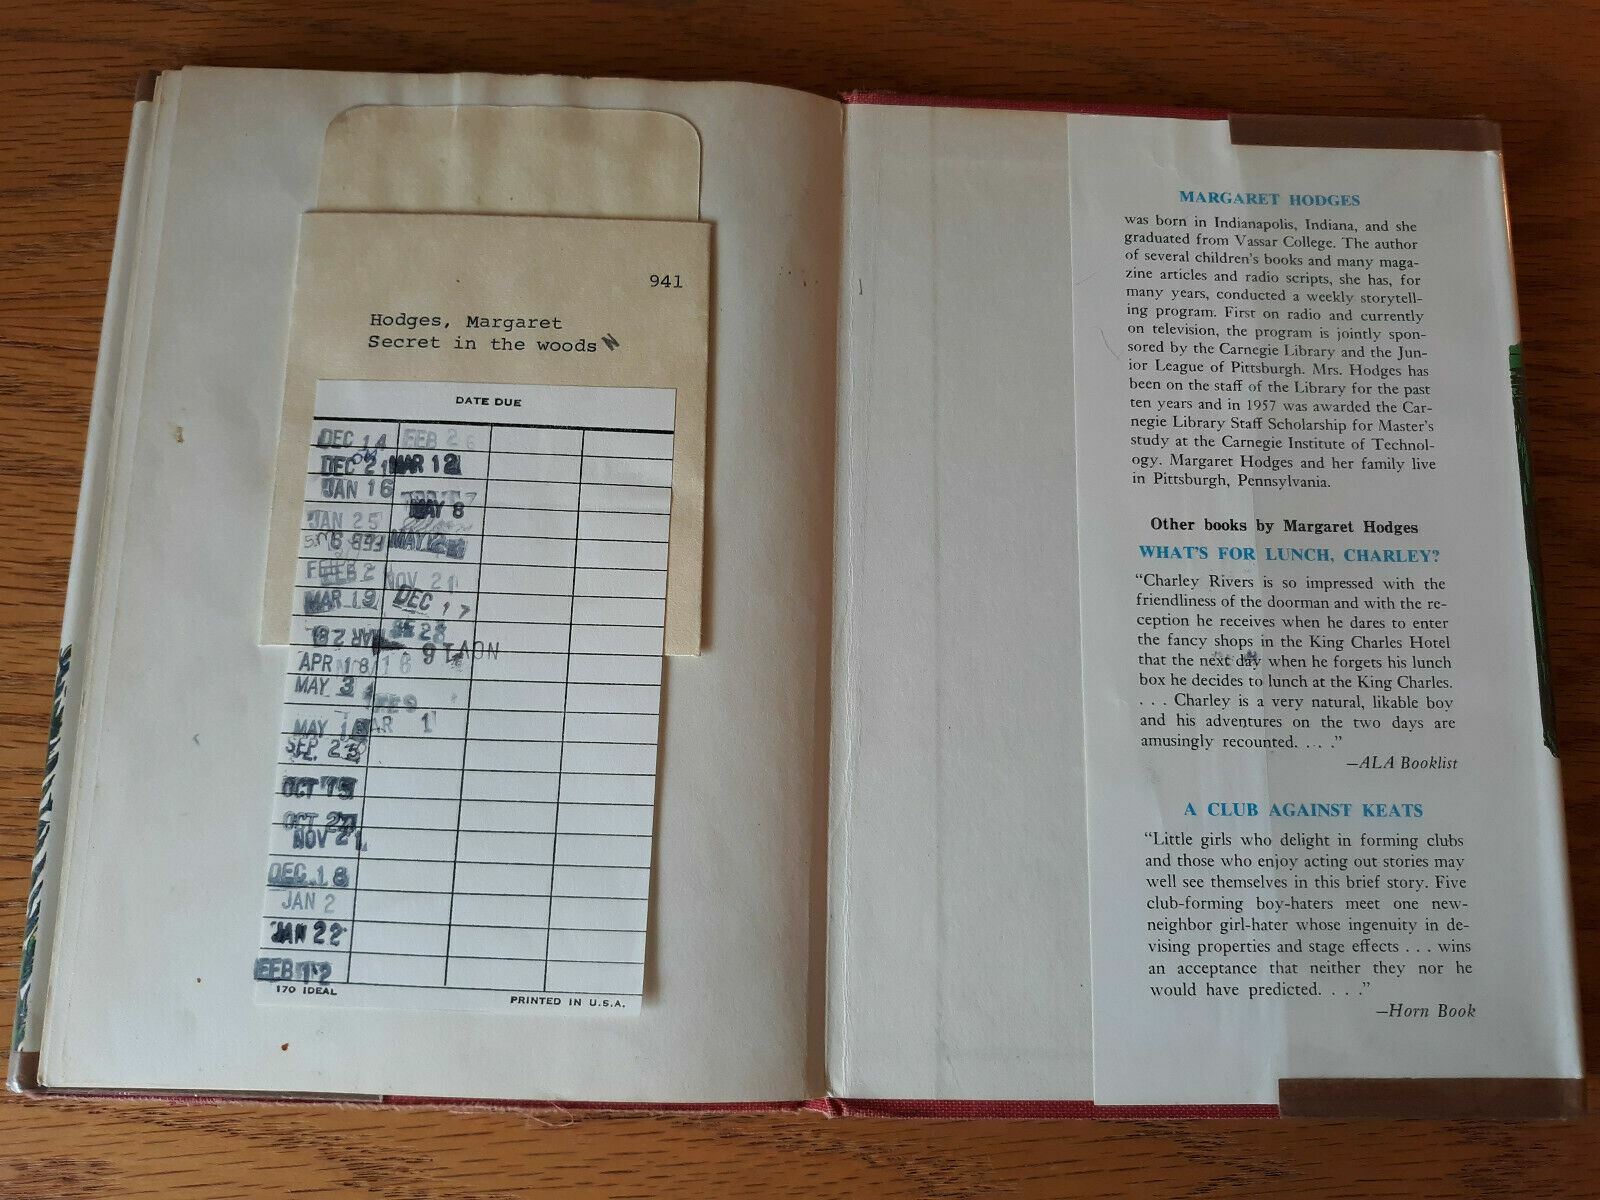 941
Hodges, Margaret
Secret in the woods N
DATE DUE
DEC 14
FEB 26
DEC 21
MAR 12
JAN 16
JAN 25
MAY 8
FEB 9
FEB 2
NOV 21
MAR 19
DEC 17
MAR 28
NOV 16
APR 18
MAY 3
MAY
MAR 1
SEP. 23
OCT 15
OCT 27
NOV 21
DEC. 18
JAN 2
JAN 22
FEB 12
170 IDEAL
PRINTED IN U.S.A.
MARGARET HODGES
was born in Indianapolis, Indiana, and she
graduated from Vassar College. The author
of several children's books and many maga-
zine articles and radio scripts, she has, for
many years, conducted a weekly storytell-
ing program. First on radio and currently
on television, the program is jointly spon-
sored by the Carnegie Library and the Jun-
ior League of Pittsburgh. Mrs. Hodges has
been on the staff of the Library for the past
ten years and in 1957 was awarded the Car-
negie Library Staff Scholarship for Master's
study at the Carnegie Institute of Technol-
ogy. Margaret Hodges and her family live
in Pittsburgh, Pennsylvania.
Other books by Margaret Hodges
WHAT'S FOR LUNCH, CHARLEY?
"Charley Rivers is so impressed with the
friendliness of the doorman and with the re-
ception he receives when he dares to enter
the fancy shops in the King Charles Hotel
that the next day when he forgets his lunch
box he decides to lunch at the King Charles.
. . . Charley is a very natural, likable boy
and his adventures on the two days are
amusingly recounted. . . ."
—ALA Booklist
A CLUB AGAINST KEATS
"Little girls who delight in forming clubs
and those who enjoy acting out stories may
well see themselves in this brief story. Five
club-forming boy-haters meet one new-
neighbor girl-hater whose ingenuity in de-
vising properties and stage effects . . . wins
an acceptance that neither they nor he
would have predicted. . . ."
—Horn Book